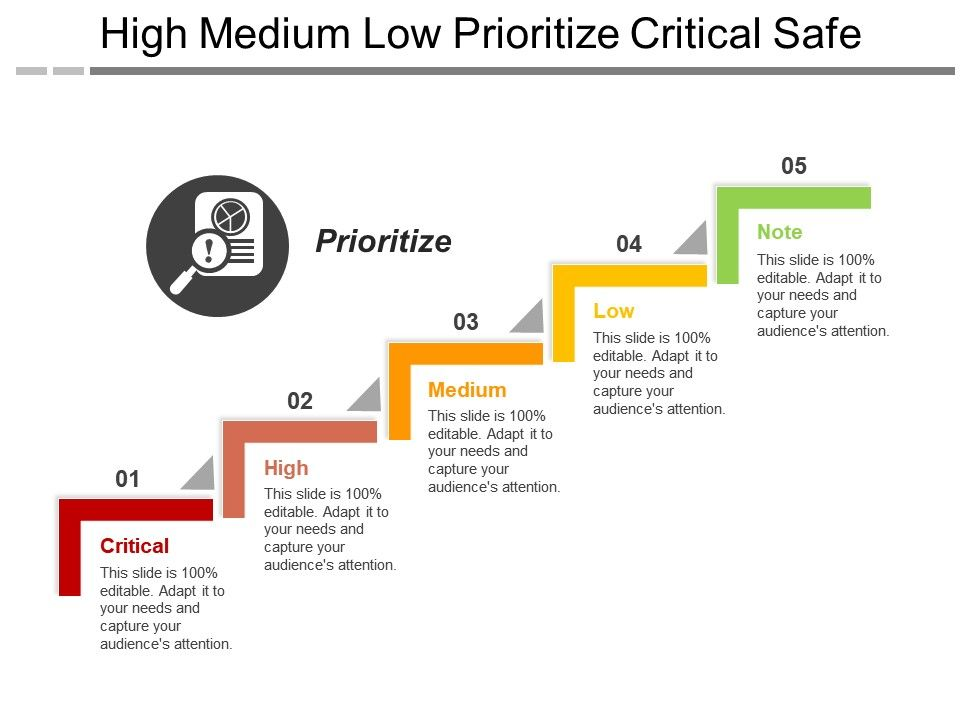 High Medium Low Prioritize Critical Safe
Prioritize
01
Critical
This slide is 100%
editable. Adapt it to
your needs and
capture your
audience's attention.
02
High
This slide is 100%
editable. Adapt it to
your needs and
capture your
audience's attention.
03
Medium
This slide is 100%
editable. Adapt it to
your needs and
capture your
audience's attention.
04
Low
This slide is 100%
editable. Adapt it to
your needs and
capture your
audience's attention.
05
Note
This slide is 100%
editable. Adapt it to
your needs and
capture your
audience's attention.